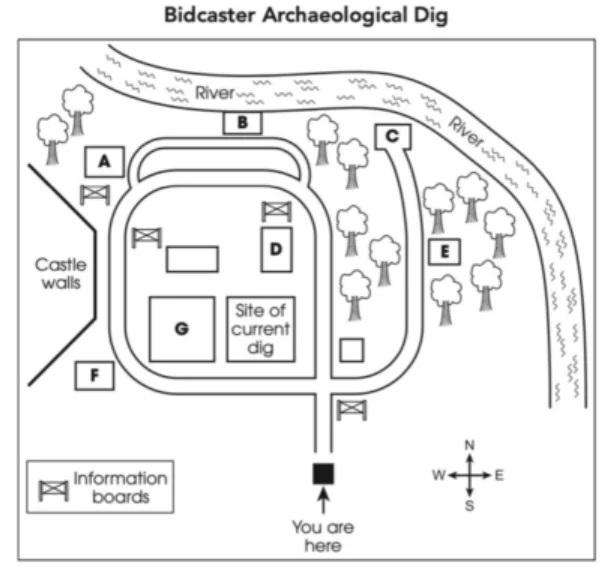 Bidcaster Archaeological Dig
River
B
C
River
A
D
E
Castle
walls
G
Site of
current
dig
F
N
W E
S
Information
boards
You are
here